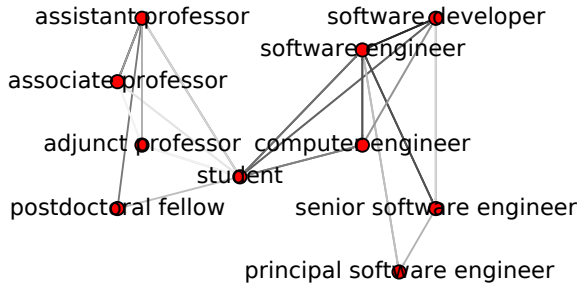 assistant professor
software developer
software engineer
associate professor
adjunct professor
computer engineer
student
postdoctoral fellow
senior software engineer
principal software engineer